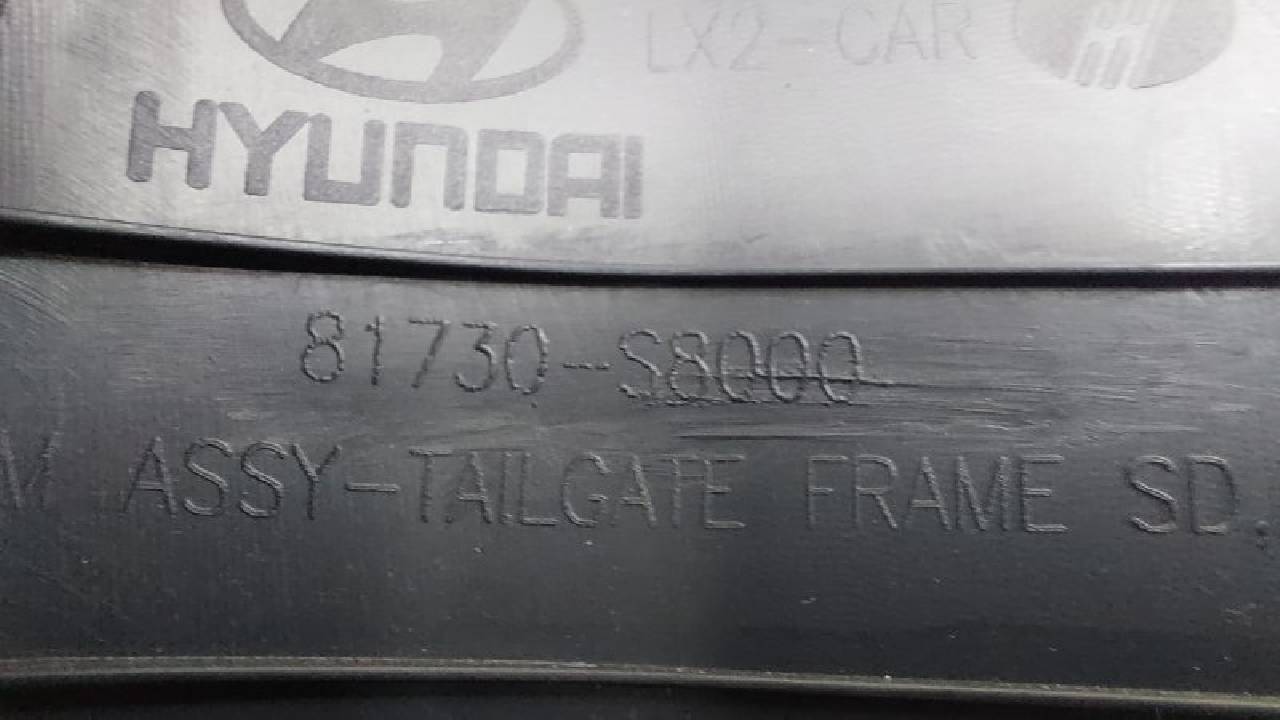 LX2-CAR
HYUNDAI
81730-S8000
M ASSY-TAILGATE FRAME SD,